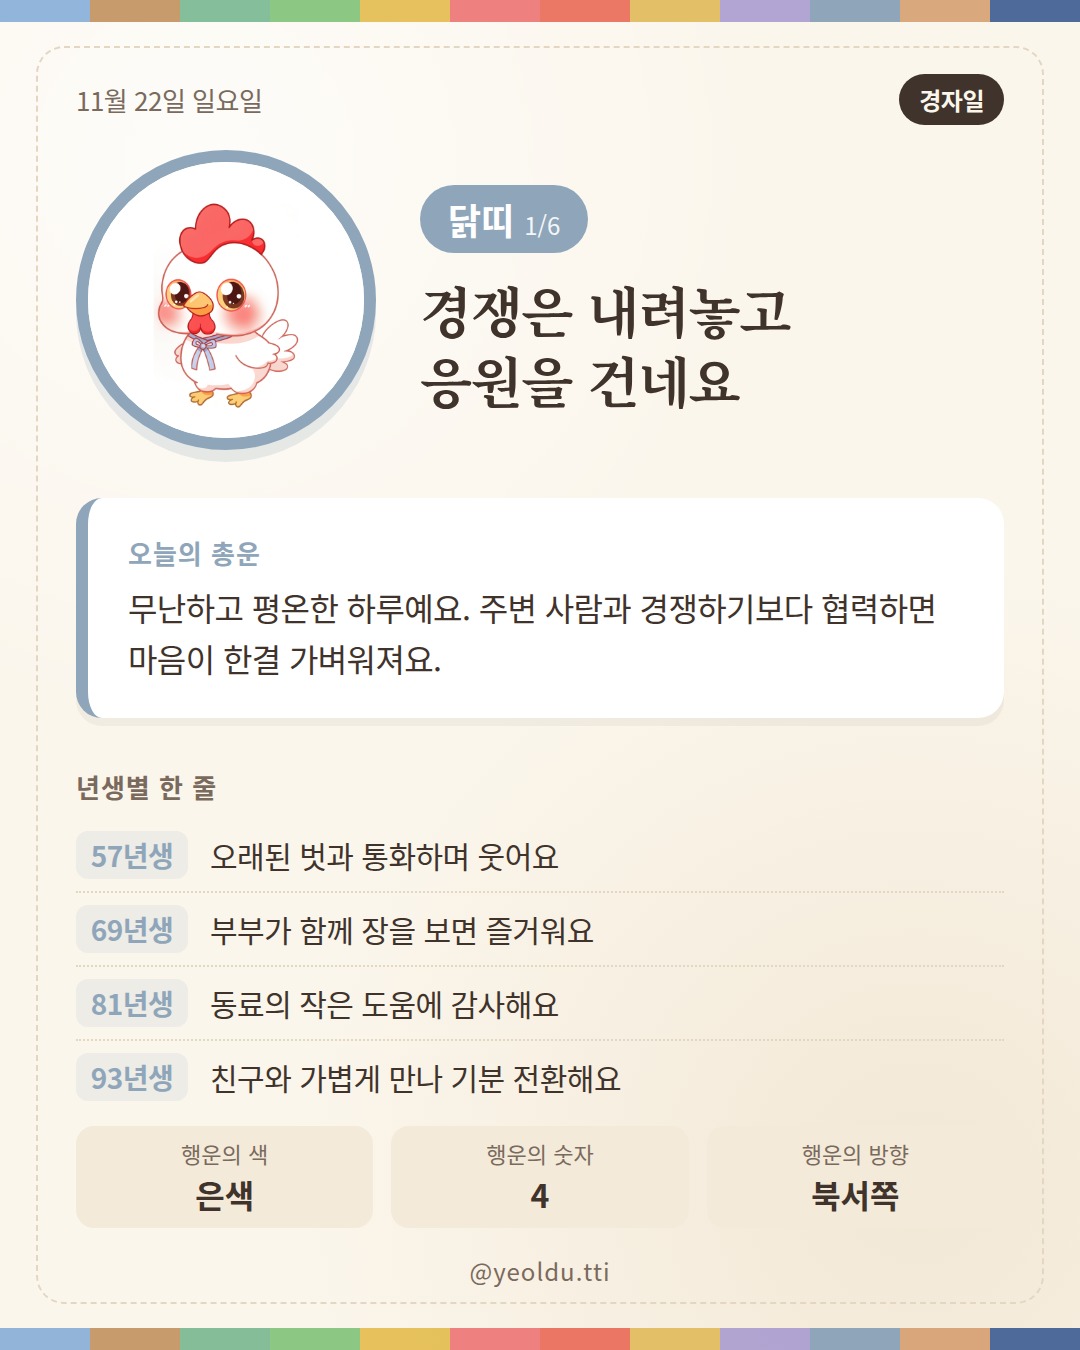 11월 22일 일요일
경자일
닭띠 1/6
경쟁은 내려놓고
응원을 건네요
오늘의 총운
무난하고 평온한 하루예요. 주변 사람과 경쟁하기보다 협력하면
마음이 한결 가벼워져요.
년생별 한 줄
57년생 오래된 벗과 통화하며 웃어요
69년생 부부가 함께 장을 보면 즐거워요
81년생 동료의 작은 도움에 감사해요
93년생 친구와 가볍게 만나 기분 전환해요
행운의 색
은색
행운의 숫자
4
행운의 방향
북서쪽
@yeoldu.tti